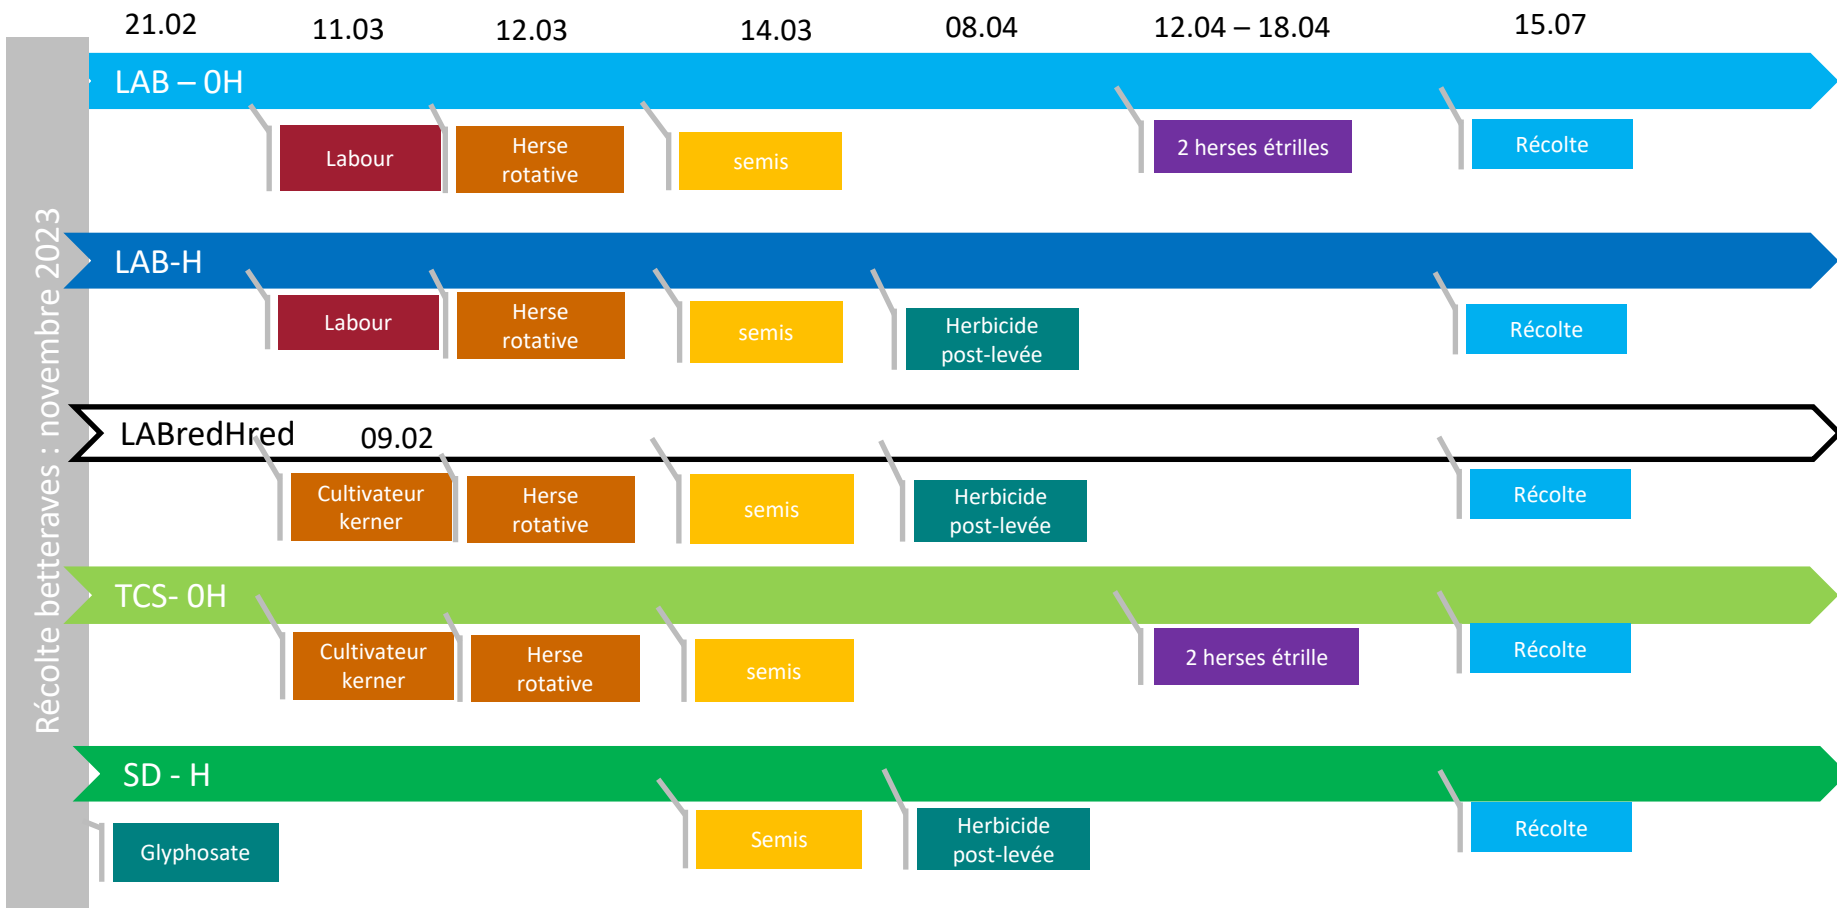 21.02
11.03
12.03
14.03
08.04
12.04 – 18.04
15.07
Récolte betteraves : novembre 2023
LAB – 0H
Labour
Herse
rotative
semis
2 herses étrilles
Récolte
LAB-H
Labour
Herse
rotative
semis
Herbicide
post-levée
Récolte
LABredHred
09.02
Cultivateur
kerner
Herse
rotative
semis
Herbicide
post-levée
Récolte
TCS- 0H
Cultivateur
kerner
Herse
rotative
semis
2 herses étrille
Récolte
SD - H
Glyphosate
Semis
Herbicide
post-levée
Récolte